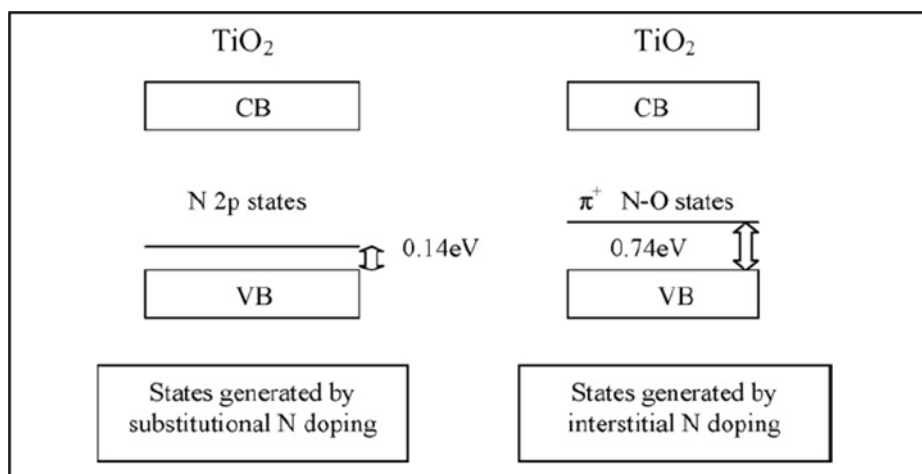 TiO₂
CB
N 2p states
0.14eV
VB
States generated by
substitutional N doping
TiO₂
CB
π⁺ N-O states
0.74eV
VB
States generated by
interstitial N doping